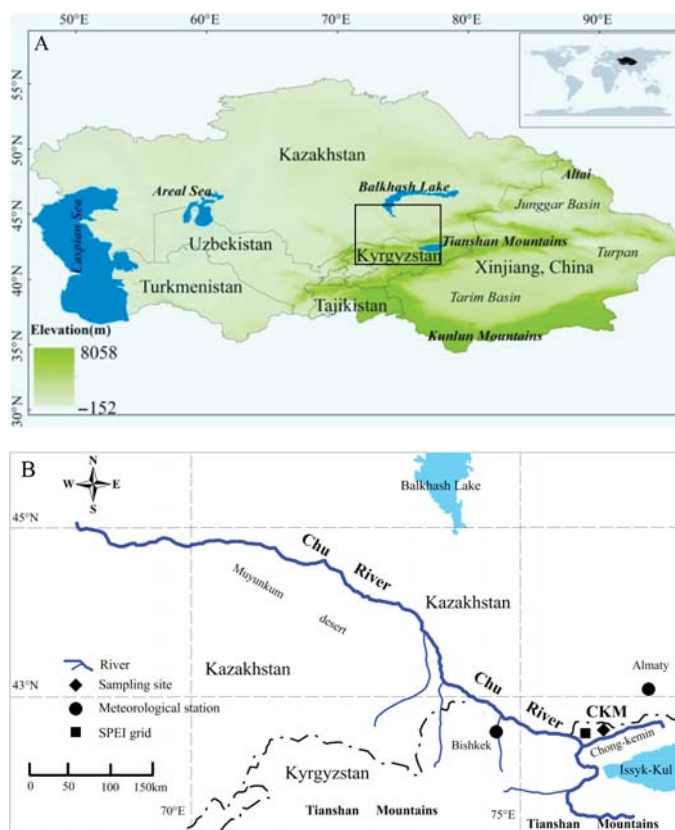 50°E 60°E 70°E 80°E 90°E
A
55°N
50°N
45°N
40°N
35°N
30°N
Kazakhstan
Altai
Areal Sea
Balkhash Lake
Junggar Basin
Caspian Sea
Uzbekistan
Tianshan Mountains
Kyrgyzstan
Turpan
Xinjiang, China
Turkmenistan
Tajikistan
Tarim Basin
Elevation(m)
8058
−152
Kunlun Mountains
B
N
W E
S
Balkhash Lake
45°N
Chu River
Muyunkum
desert
Kazakhstan
Kazakhstan
River
Sampling site
Meteorological station
SPEI grid
43°N
Almaty
Chu River
CKM
Chong-kemin
Bishkek
Issyk-Kul
0 50 100 150km
Kyrgyzstan
70°E
75°E
Tianshan Mountains
Tianshan Mountains